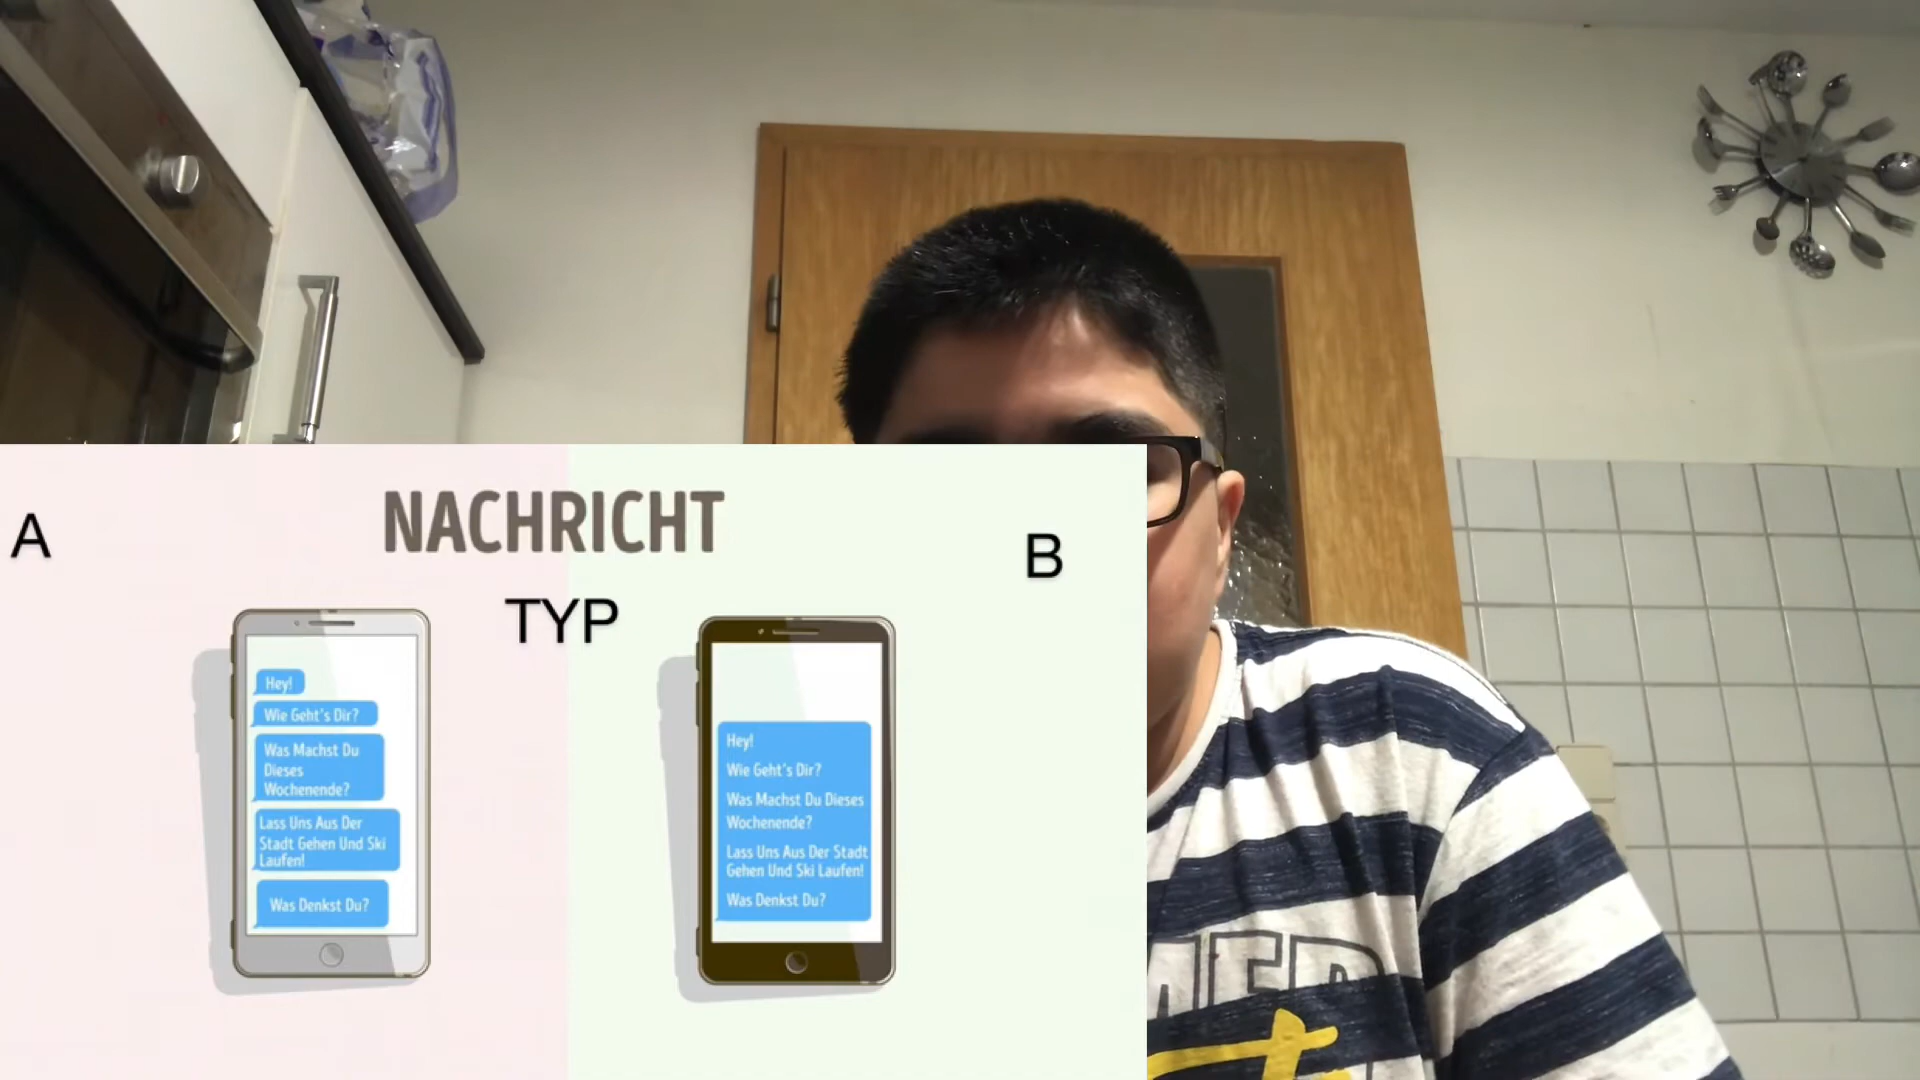 NACHRICHT
TYP
A
Hey!
Wie Geht's Dir?
Was Machst Du
Dieses
Wochenende?
Lass Uns Aus Der
Stadt Gehen Und Ski
Laufen!
Was Denkst Du?
B
Hey!
Wie Geht's Dir?
Was Machst Du Dieses
Wochenende?
Lass Uns Aus Der Stadt
Gehen Und Ski Laufen!
Was Denkst Du?